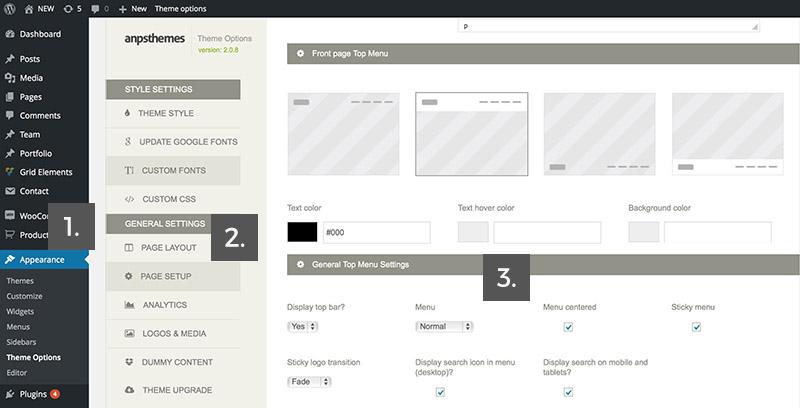 NEW 5 0 + New Theme options
Dashboard
Posts
Media
Pages
Comments
Team
Portfolio
Grid Elements
Contact
WooCo
Product
1.
Appearance
Themes
Customize
Widgets
Menus
Sidebars
Theme Options
Editor
Plugins 4
anpsthemes Theme Options
version: 2.0.8
STYLE SETTINGS
THEME STYLE
UPDATE GOOGLE FONTS
CUSTOM FONTS
CUSTOM CSS
GENERAL SETTINGS
2.
PAGE LAYOUT
PAGE SETUP
ANALYTICS
LOGOS & MEDIA
DUMMY CONTENT
THEME UPGRADE
p
Front page Top Menu
Text color Text hover color Background color
#000
General Top Menu Settings
3.
Display top bar? Menu Menu centered Sticky menu
Yes Normal
Sticky logo transition Display search icon in menu Display search on mobile and
(desktop)? tablets?
Fade